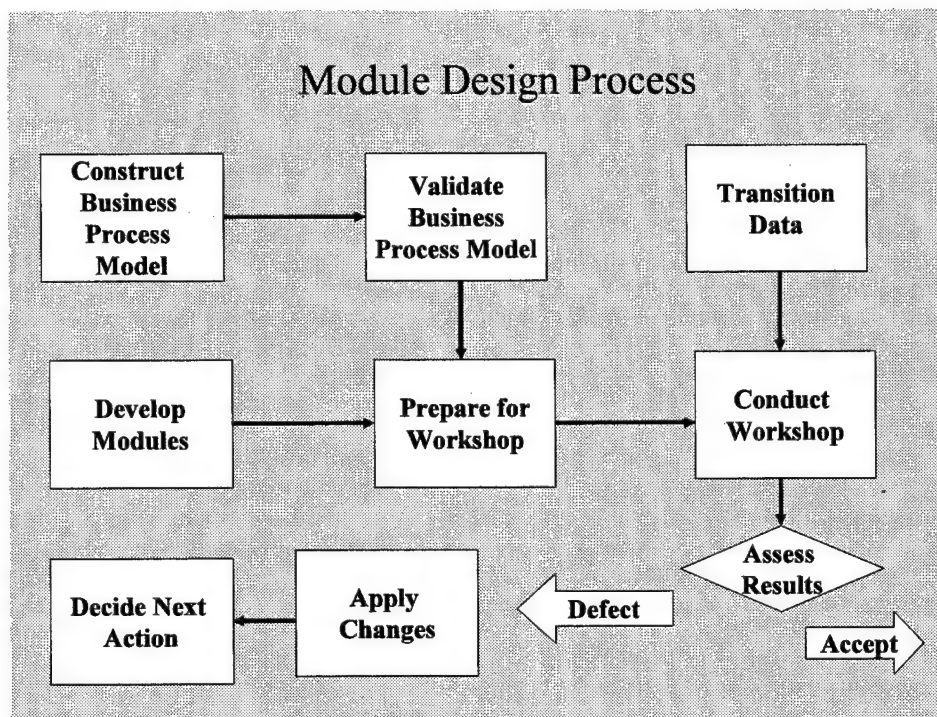 Module Design Process
Construct
Business
Process
Model
Validate
Business
Process Model
Transition
Data
Develop
Modules
Prepare for
Workshop
Conduct
Workshop
Decide Next
Action
Apply
Changes
Defect
Assess
Results
Accept